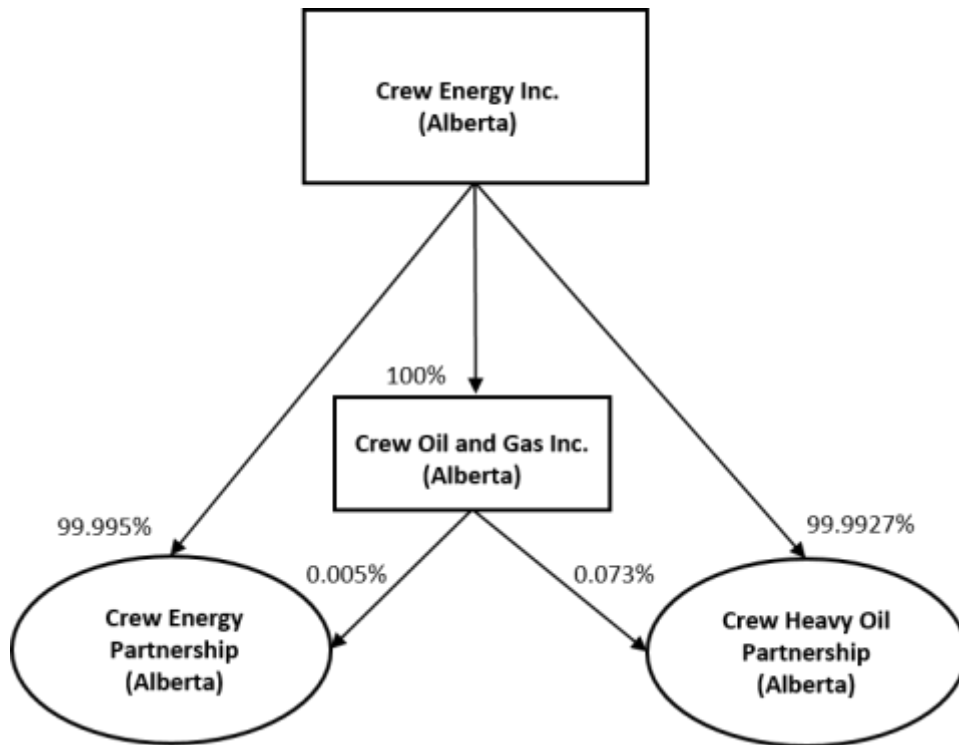 Crew Energy Inc.
(Alberta)
100%
Crew Oil and Gas Inc.
(Alberta)
99.995%
99.9927%
0.005%
0.073%
Crew Energy
Partnership
(Alberta)
Crew Heavy Oil
Partnership
(Alberta)